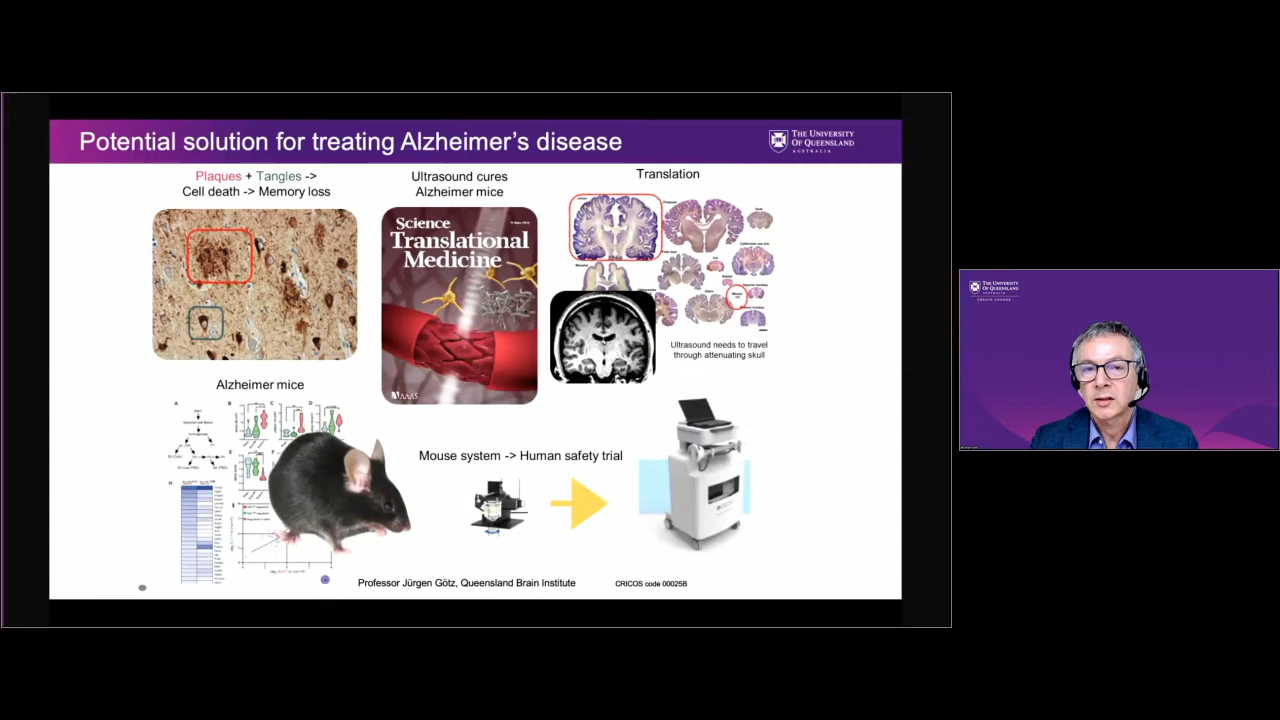 Potential solution for treating Alzheimer's disease
THE UNIVERSITY
OF QUEENSLAND
AUSTRALIA
Plaques + Tangles ->
Cell death -> Memory loss
Ultrasound cures
Alzheimer mice
Translation
Science
Translational
Medicine
AAAS
Ultrasound needs to travel
through attenuating skull
Alzheimer mice
A
B
C
D
E
F
H
Mouse system -> Human safety trial
Professor Jürgen Götz, Queensland Brain Institute
CRICOS code 00025B
THE UNIVERSITY
OF QUEENSLAND
AUSTRALIA
CREATE CHANGE